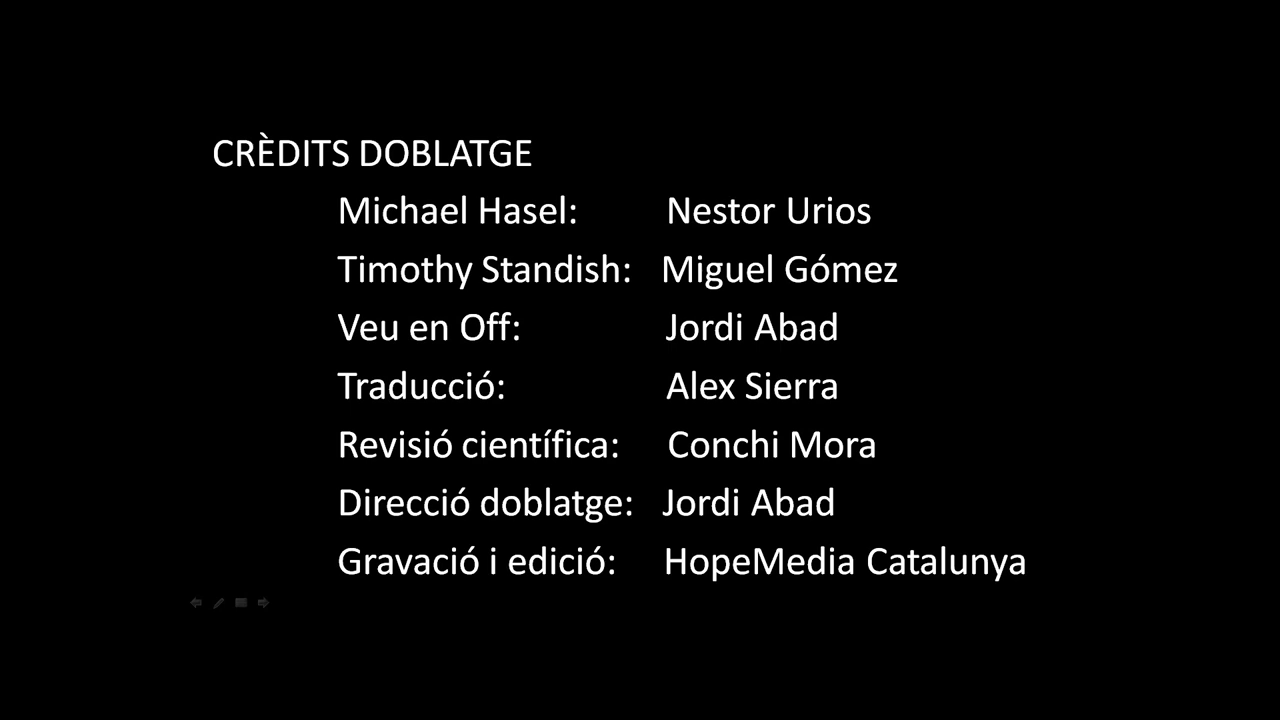 CRÈDITS DOBLATGE
Michael Hasel: Nestor Urios
Timothy Standish: Miguel Gómez
Veu en Off: Jordi Abad
Traducció: Alex Sierra
Revisió científica: Conchi Mora
Direcció doblatge: Jordi Abad
Gravació i edició: HopeMedia Catalunya